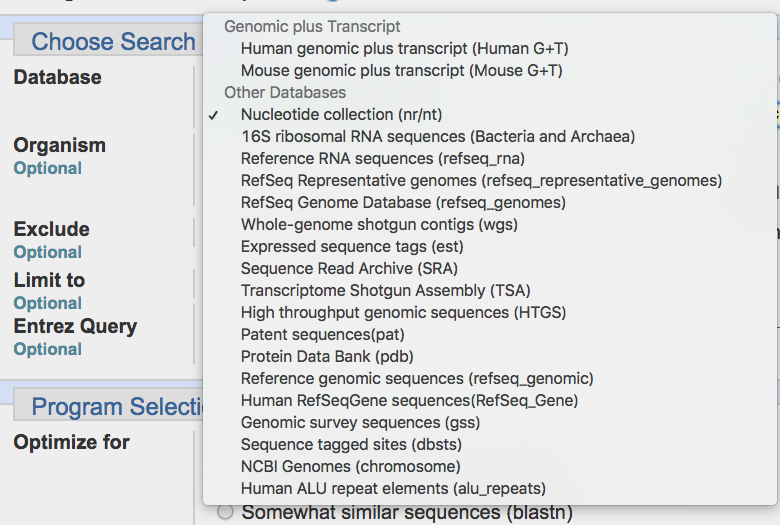 Choose Search
Database
Organism
Optional
Exclude
Optional
Limit to
Optional
Entrez Query
Optional
Program Selecti
Optimize for
Genomic plus Transcript
Human genomic plus transcript (Human G+T)
Mouse genomic plus transcript (Mouse G+T)
Other Databases
✓ Nucleotide collection (nr/nt)
16S ribosomal RNA sequences (Bacteria and Archaea)
Reference RNA sequences (refseq_rna)
RefSeq Representative genomes (refseq_representative_genomes)
RefSeq Genome Database (refseq_genomes)
Whole-genome shotgun contigs (wgs)
Expressed sequence tags (est)
Sequence Read Archive (SRA)
Transcriptome Shotgun Assembly (TSA)
High throughput genomic sequences (HTGS)
Patent sequences(pat)
Protein Data Bank (pdb)
Reference genomic sequences (refseq_genomic)
Human RefSeqGene sequences(RefSeq_Gene)
Genomic survey sequences (gss)
Sequence tagged sites (dbsts)
NCBI Genomes (chromosome)
Human ALU repeat elements (alu_repeats)
Somewhat similar sequences (blastn)